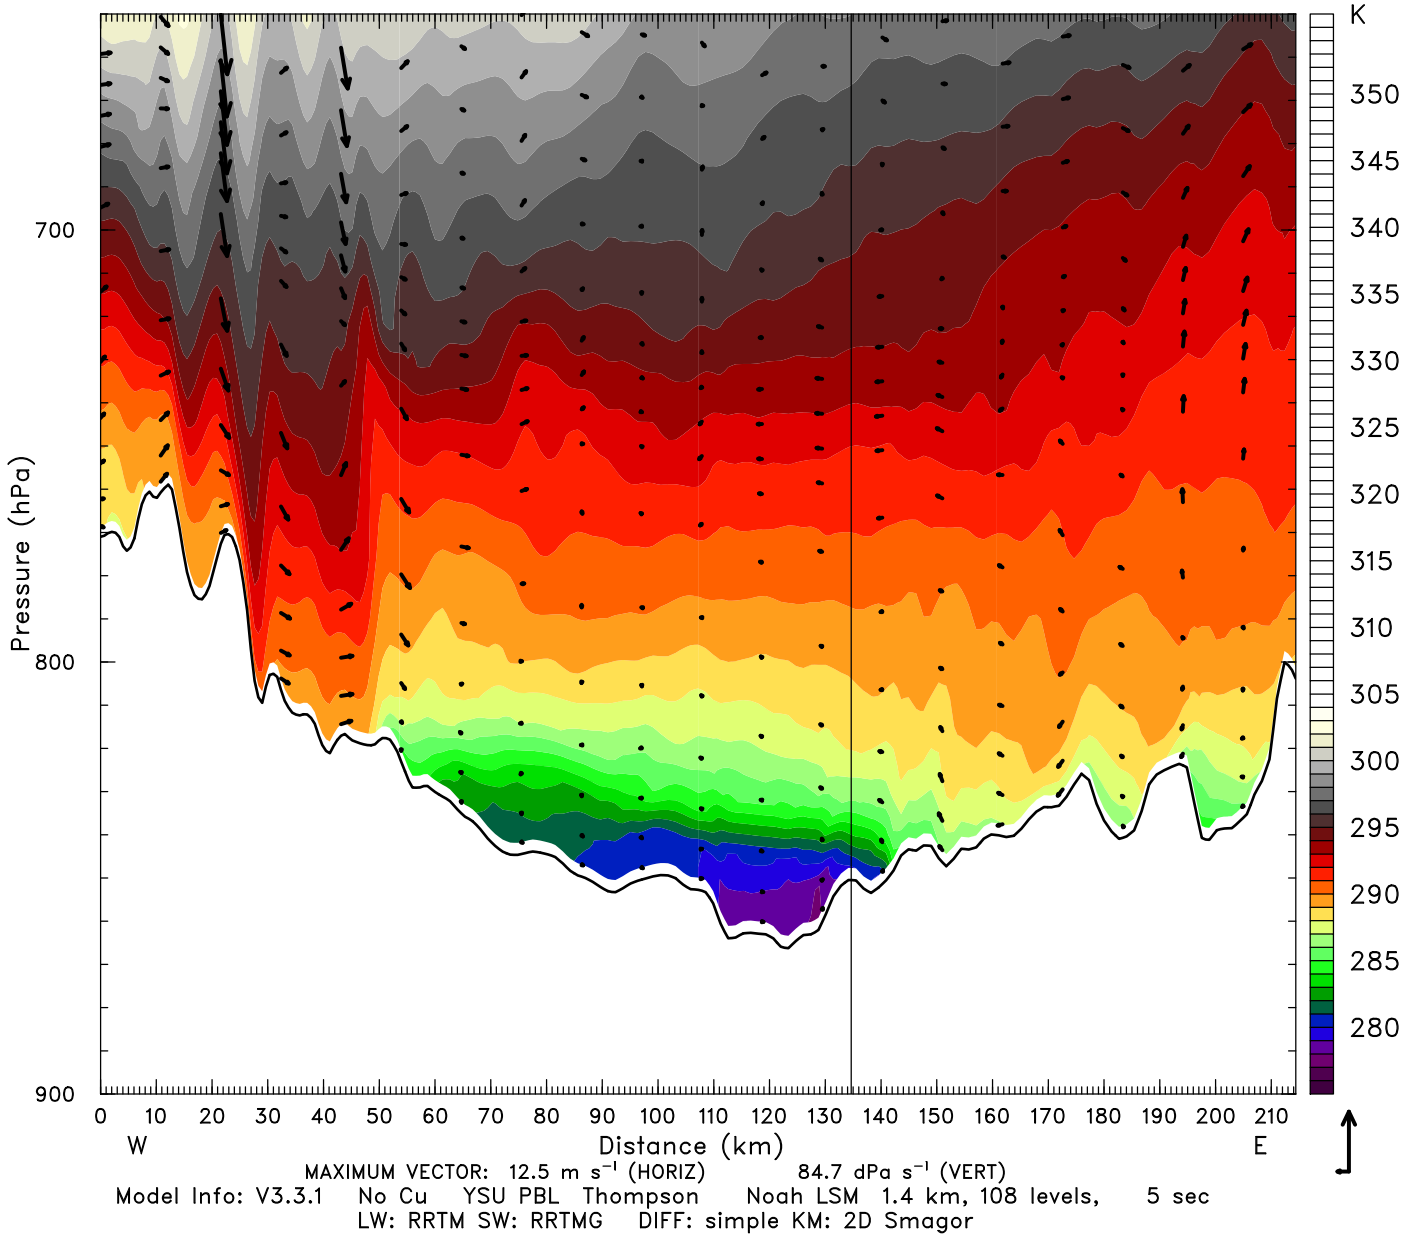 K
350
345
340
335
330
325
320
315
310
305
300
295
290
285
280
Pressure (hPa)
700
800
900
0 10 20 30 40 50 60 70 80 90 100 110 120 130 140 150 160 170 180 190 200 210
W Distance (km) E
MAXIMUM VECTOR: 12.5 m s⁻¹ (HORIZ) 84.7 dPa s⁻¹ (VERT)
Model Info: V3.3.1 No Cu YSU PBL Thompson Noah LSM 1.4 km, 108 levels, 5 sec
LW: RRTM SW: RRTMG DIFF: simple KM: 2D Smagor